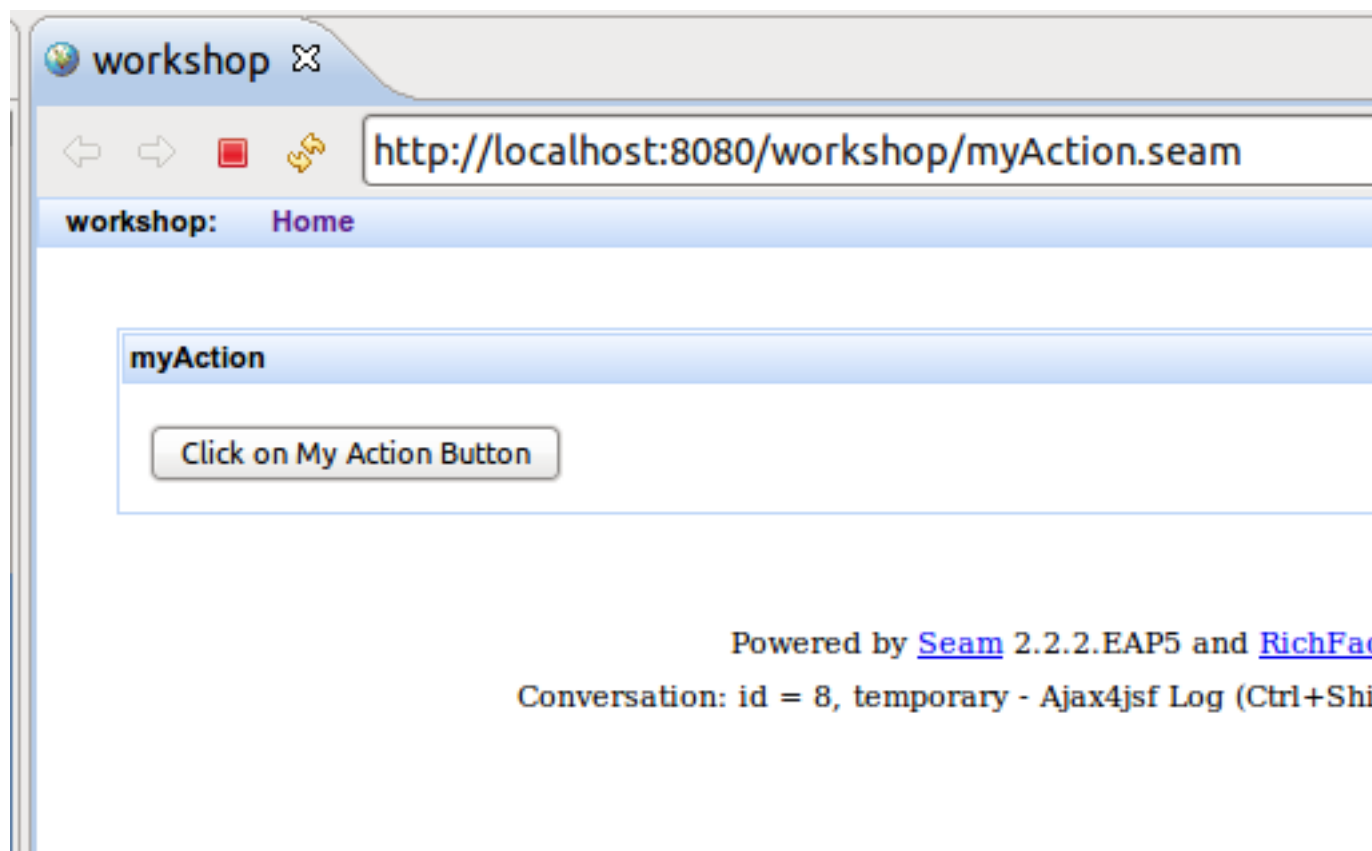 workshop
http://localhost:8080/workshop/myAction.seam
workshop: Home
myAction
Click on My Action Button
Powered by Seam 2.2.2.EAP5 and
Conversation: id = 8, temporary - Ajax4jsf Log